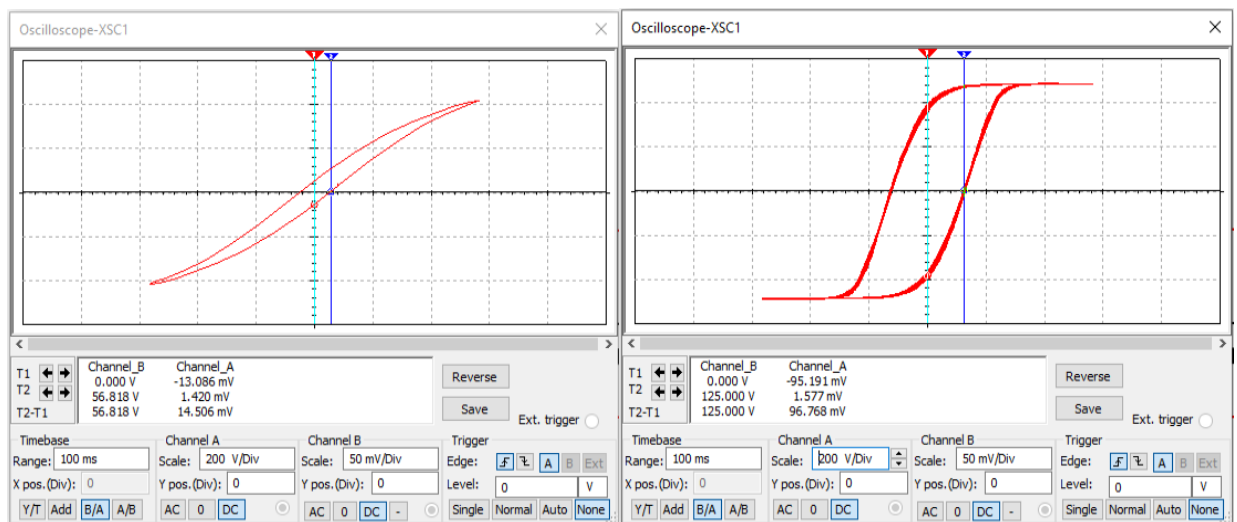 Oscilloscope-XSC1
1 2
T1
T2
T2-T1
Channel_B Channel_A
0.000 V -13.086 mV
56.818 V 1.420 mV
56.818 V 14.506 mV
Reverse
Save
Ext. trigger
Timebase
Range: 100 ms
X pos.(Div): 0
Y/T Add B/A A/B
Channel A
Scale: 200 V/Div
Y pos.(Div): 0
AC 0 DC
Channel B
Scale: 50 mV/Div
Y pos.(Div): 0
AC 0 DC -
Trigger
Edge: A B Ext
Level: 0 V
Single Normal Auto None
Oscilloscope-XSC1
1 2
T1
T2
T2-T1
Channel_B Channel_A
0.000 V -95.191 mV
125.000 V 1.577 mV
125.000 V 96.768 mV
Reverse
Save
Ext. trigger
Timebase
Range: 100 ms
X pos.(Div): 0
Y/T Add B/A A/B
Channel A
Scale: 200 V/Div
Y pos.(Div): 0
AC 0 DC
Channel B
Scale: 50 mV/Div
Y pos.(Div): 0
AC 0 DC -
Trigger
Edge: A B Ext
Level: 0 V
Single Normal Auto None